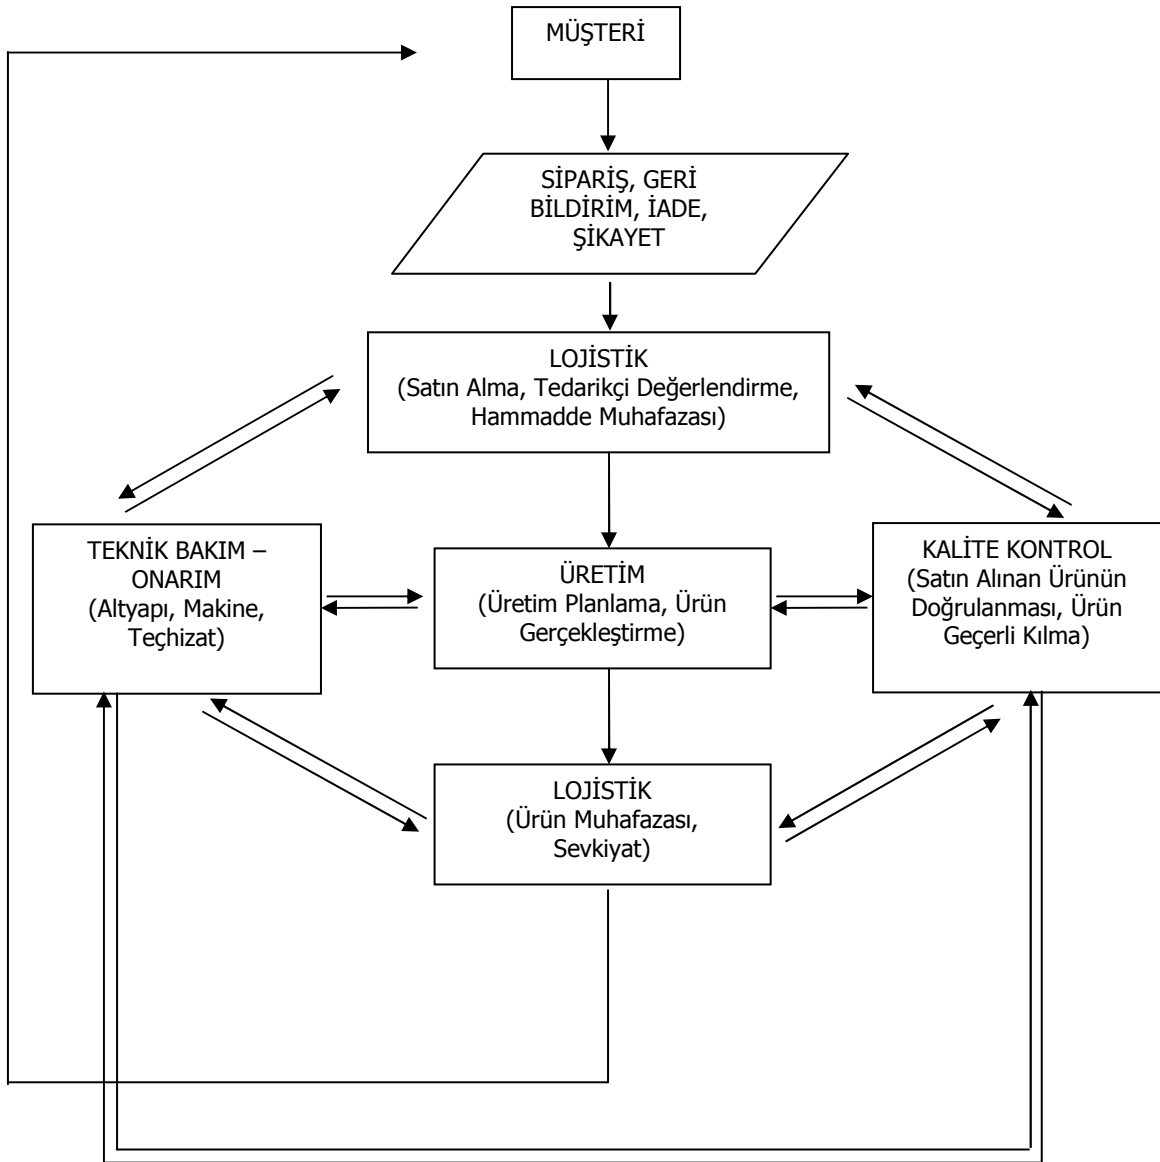 MÜŞTERİ
SİPARİŞ, GERİ
BİLDİRİM, İADE,
ŞİKAYET
LOJİSTİK
(Satın Alma, Tedarikçi Değerlendirme,
Hammadde Muhafazası)
TEKNİK BAKIM –
ONARIM
(Altyapı, Makine,
Teçhizat)
ÜRETİM
(Üretim Planlama, Ürün
Gerçekleştirme)
KALİTE KONTROL
(Satın Alınan Ürünün
Doğrulanması, Ürün
Geçerli Kılma)
LOJİSTİK
(Ürün Muhafazası,
Sevkiyat)